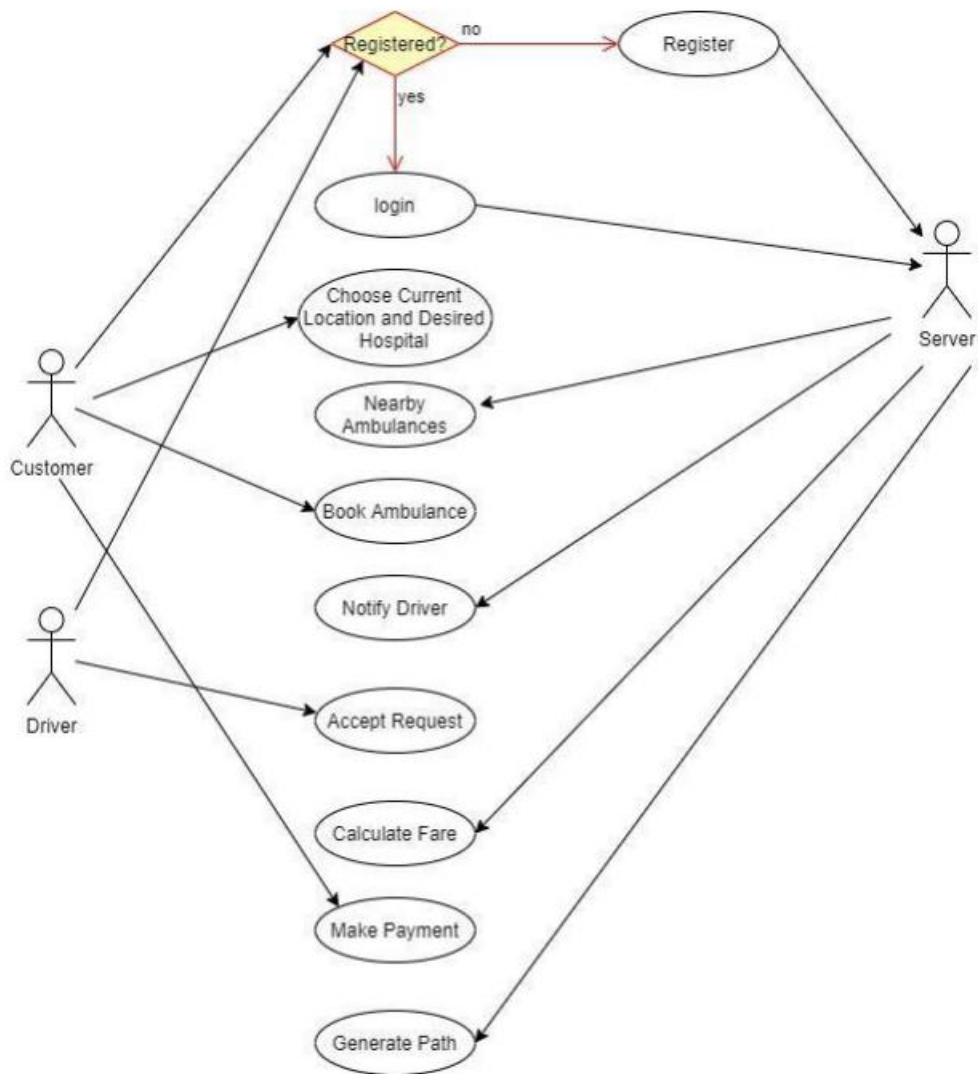 Registered?
no
Register
yes
login
Choose Current
Location and Desired
Hospital
Server
Nearby
Ambulances
Customer
Book Ambulance
Notify Driver
Driver
Accept Request
Calculate Fare
Make Payment
Generate Path